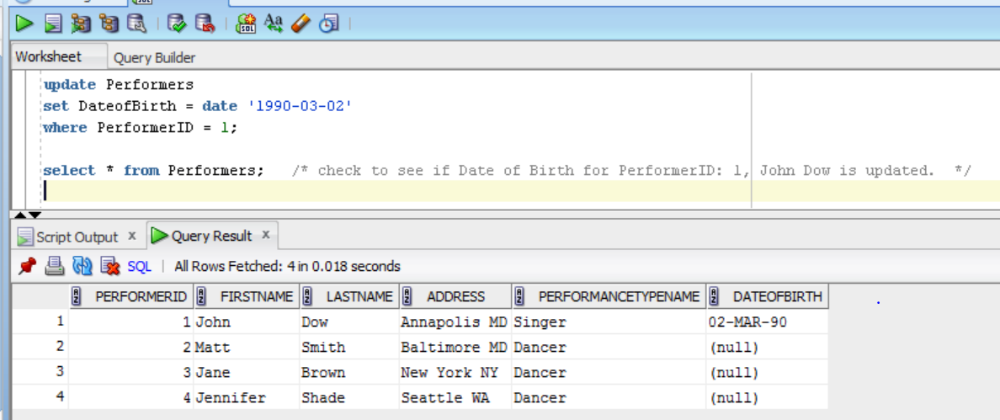 Worksheet Query Builder
update Performers
set DateofBirth = date '1990-03-02'
where PerformerID = 1;
select * from Performers;   /* check to see if Date of Birth for PerformerID: 1, John Dow is updated.  */
Script Output x Query Result x
SQL | All Rows Fetched: 4 in 0.018 seconds
PERFORMERID FIRSTNAME LASTNAME ADDRESS PERFORMANCETYPENAME DATEOFBIRTH
1 1 John Dow Annapolis MD Singer 02-MAR-90
2 2 Matt Smith Baltimore MD Dancer (null)
3 3 Jane Brown New York NY Dancer (null)
4 4 Jennifer Shade Seattle WA Dancer (null)